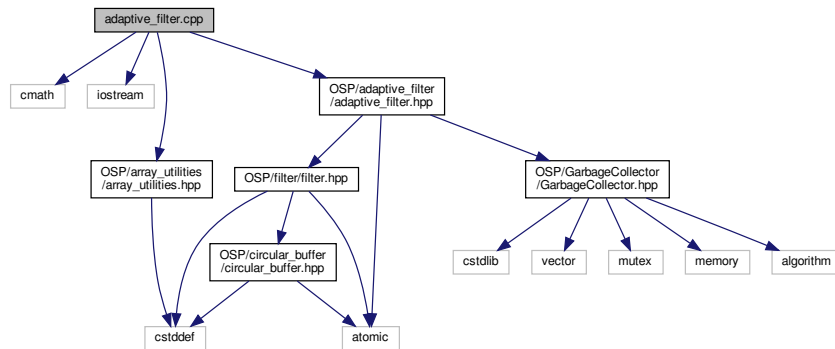 adaptive_filter.cpp
cmath
iostream
OSP/adaptive_filter
/adaptive_filter.hpp
OSP/array_utilities
/array_utilities.hpp
OSP/filter/filter.hpp
OSP/GarbageCollector
/GarbageCollector.hpp
OSP/circular_buffer
/circular_buffer.hpp
cstdlib
vector
mutex
memory
algorithm
cstddef
atomic